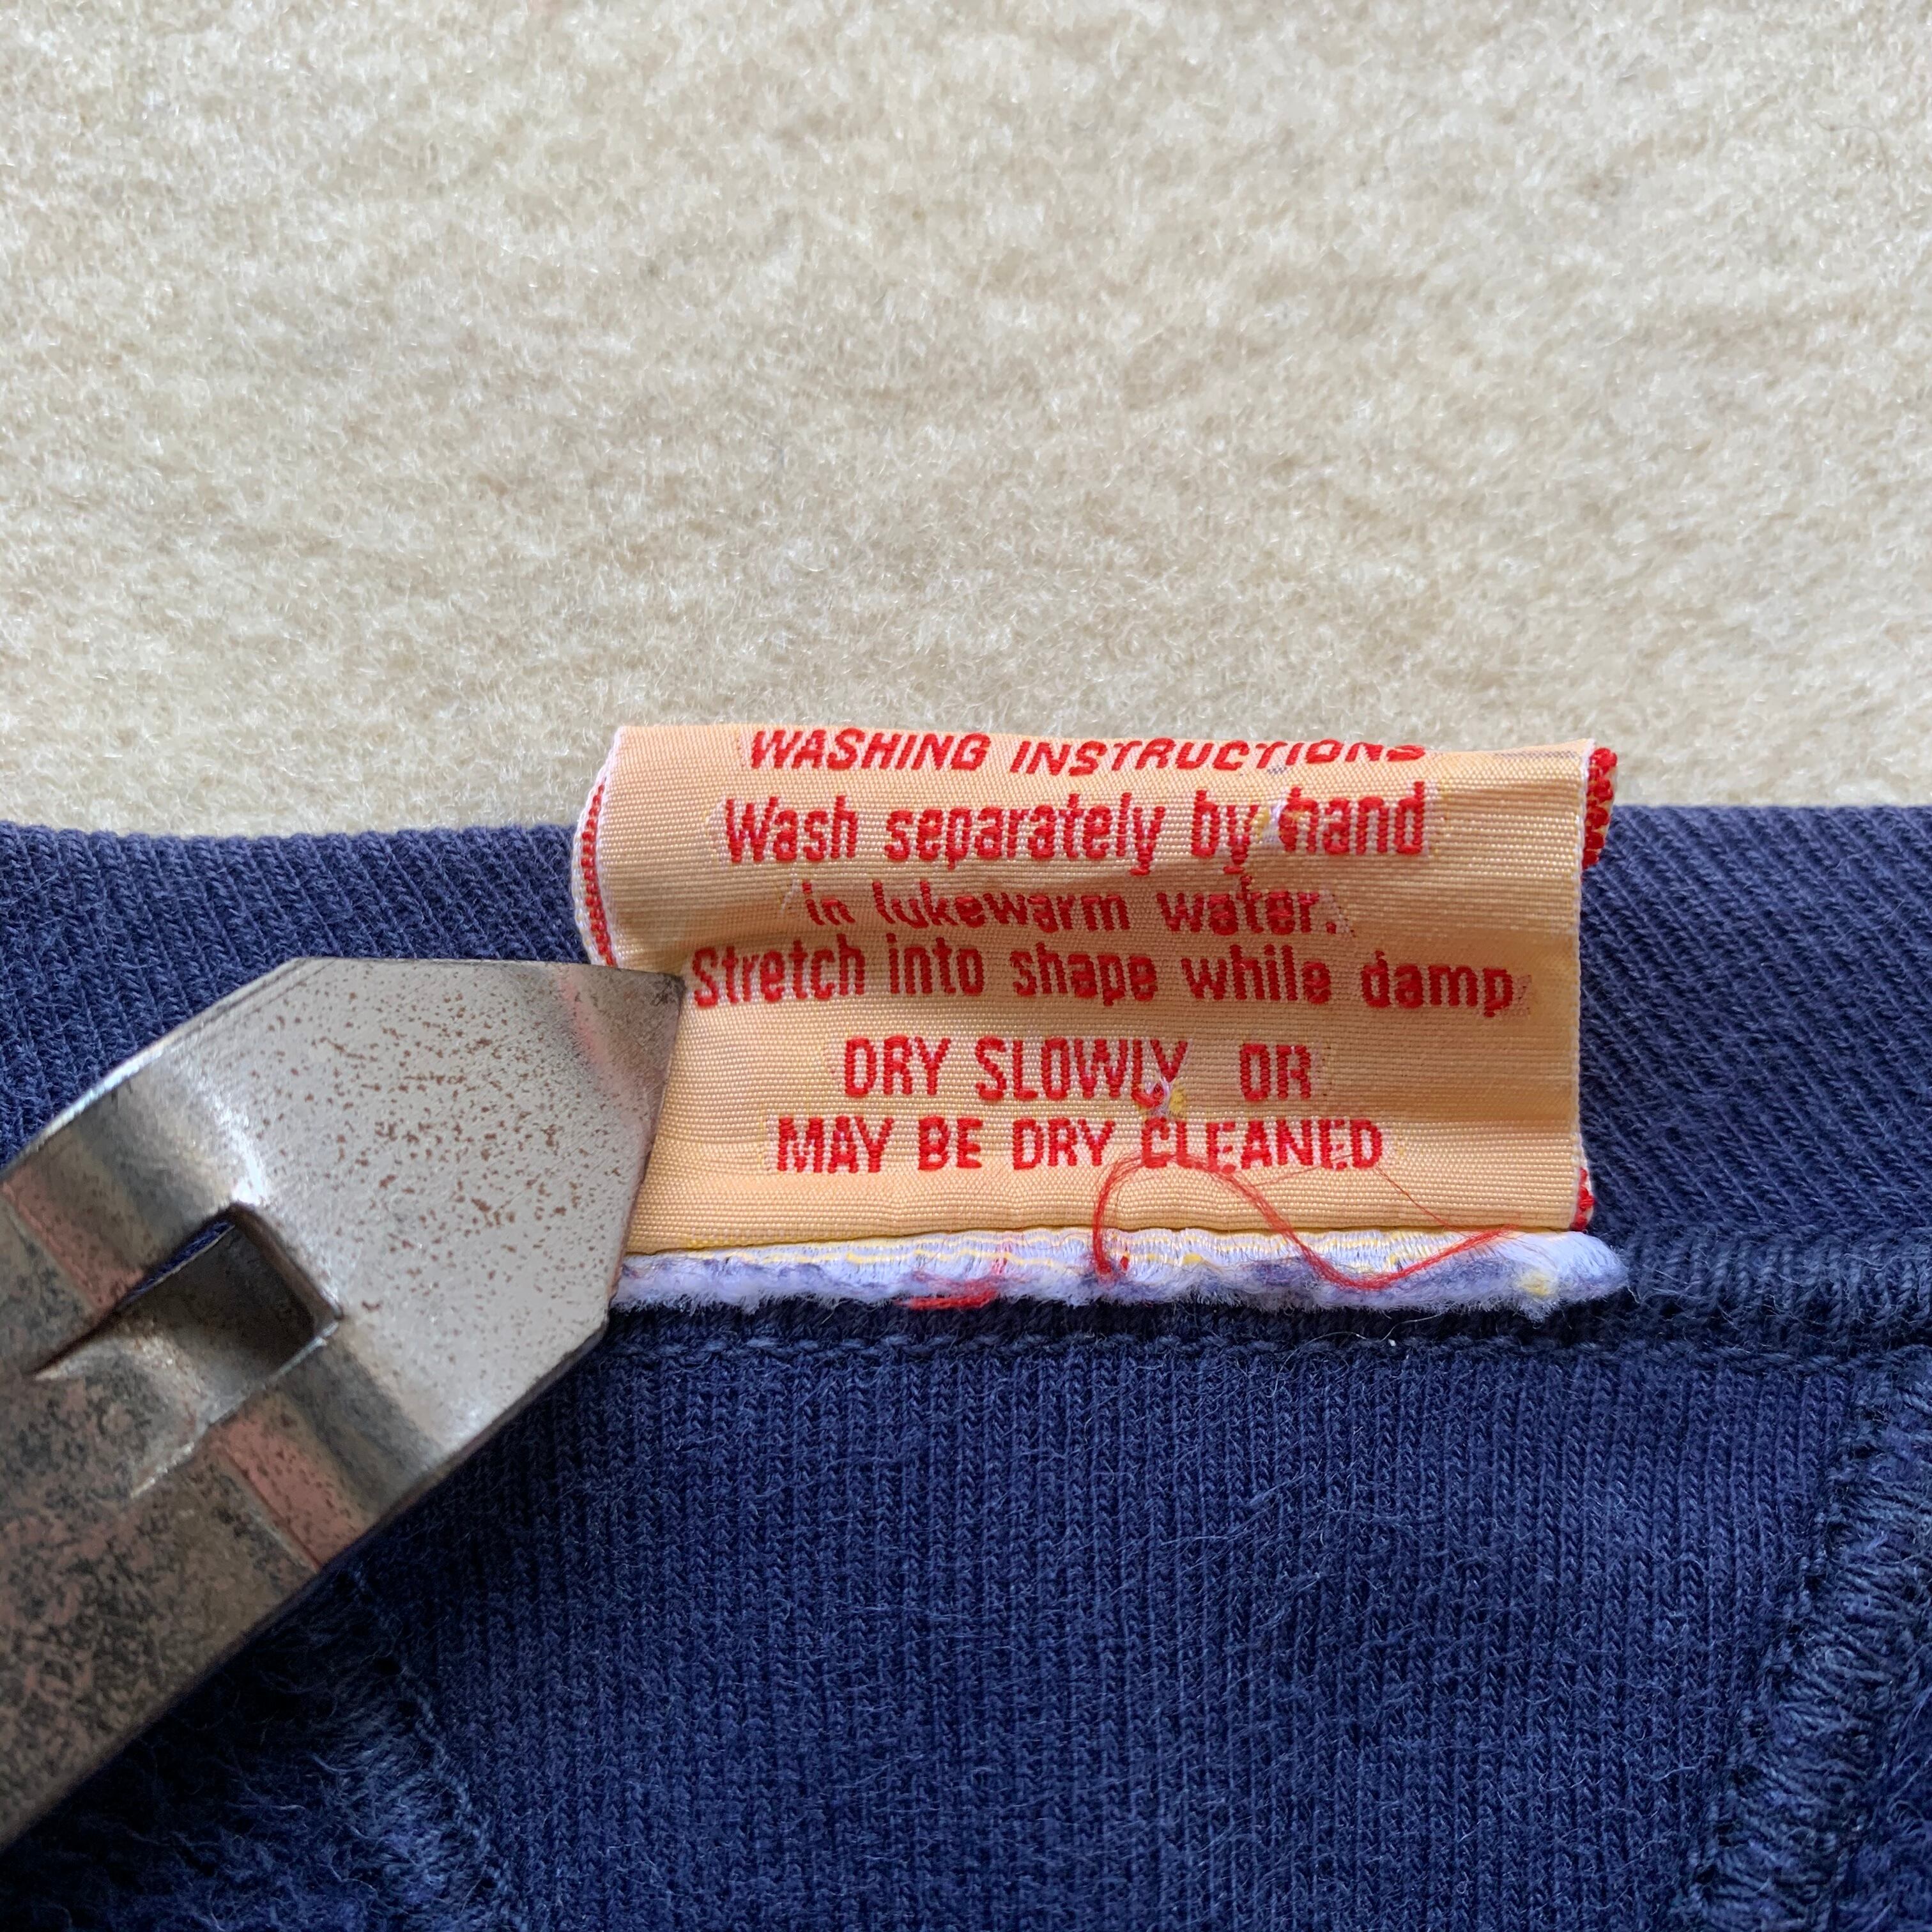 WASHING INSTRUCTIONS
Wash separately by hand
in lukewarm water.
Stretch into shape while damp.
DRY SLOWLY OR
MAY BE DRY CLEANED